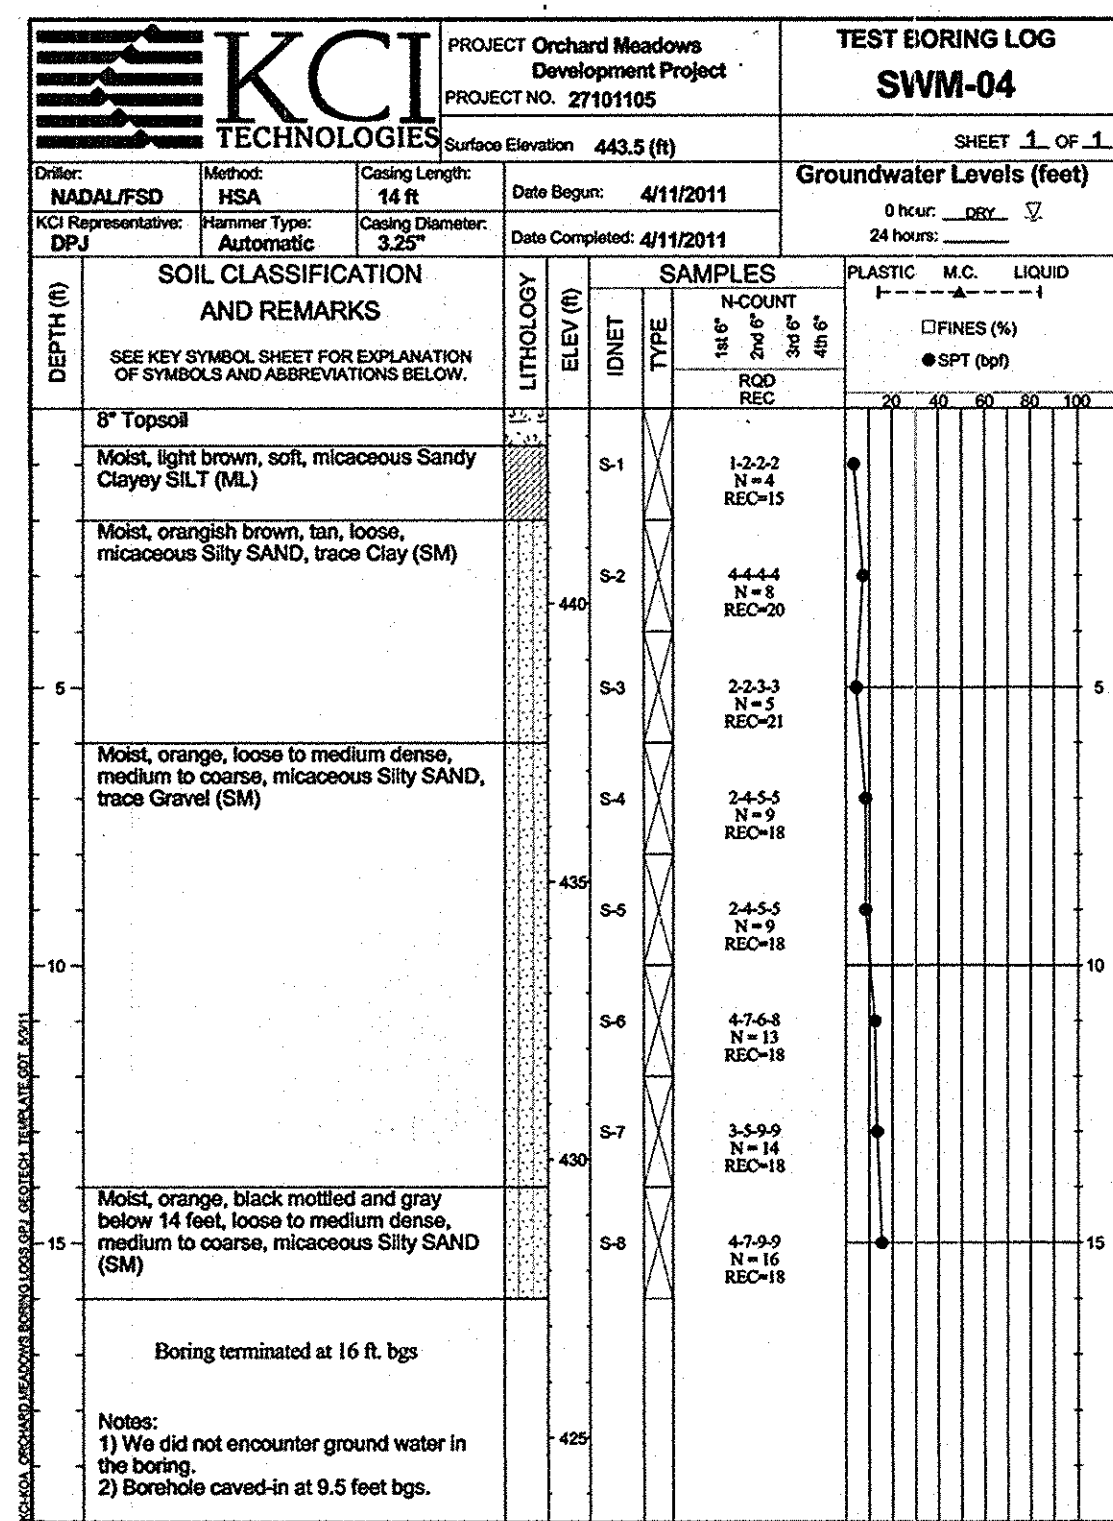 KCI
TECHNOLOGIES
PROJECT Orchard Meadows
Development Project
PROJECT NO. 27101105
Surface Elevation 443.5 (ft)
TEST BORING LOG
SWM-04
SHEET 1 OF 1
Driller:
NADAL/FSD
Method:
HSA
Casing Length:
14 ft
Date Begun: 4/11/2011
KCI Representative:
DPJ
Hammer Type:
Automatic
Casing Diameter:
3.25"
Date Completed: 4/11/2011
Groundwater Levels (feet)
0 hour: DRY
24 hours:
DEPTH (ft)
SOIL CLASSIFICATION
AND REMARKS
SEE KEY SYMBOL SHEET FOR EXPLANATION
OF SYMBOLS AND ABBREVIATIONS BELOW.
LITHOLOGY
ELEV (ft)
SAMPLES
IDNET
TYPE
N-COUNT
1st 6"
2nd 6"
3rd 6"
4th 6"
RQD
REC
PLASTIC M.C. LIQUID
FINES (%)
SPT (bpf)
20 40 60 80 100
8" Topsoil
Moist, light brown, soft, micaceous Sandy
Clayey SILT (ML)
S-1
1-2-2-2
N = 4
REC=15
Moist, orangish brown, tan, loose,
micaceous Silty SAND, trace Clay (SM)
S-2
4-4-4-4
N = 8
REC=20
440
5
S-3
2-2-3-3
N = 5
REC=21
5
Moist, orange, loose to medium dense,
medium to coarse, micaceous Silty SAND,
trace Gravel (SM)
S-4
2-4-5-5
N = 9
REC=18
435
S-5
2-4-5-5
N = 9
REC=18
10
10
S-6
4-7-6-8
N = 13
REC=18
S-7
3-5-9-9
N = 14
REC=18
430
Moist, orange, black mottled and gray
below 14 feet, loose to medium dense,
medium to coarse, micaceous Silty SAND
(SM)
15
S-8
4-7-9-9
N = 16
REC=18
15
Boring terminated at 16 ft. bgs
Notes:
1) We did not encounter ground water in
the boring.
2) Borehole caved-in at 9.5 feet bgs.
425
KCI-KOA ORCHARD MEADOWS BORING LOGS.GPJ GEOTECH TEMPLATE.GDT 5/3/11